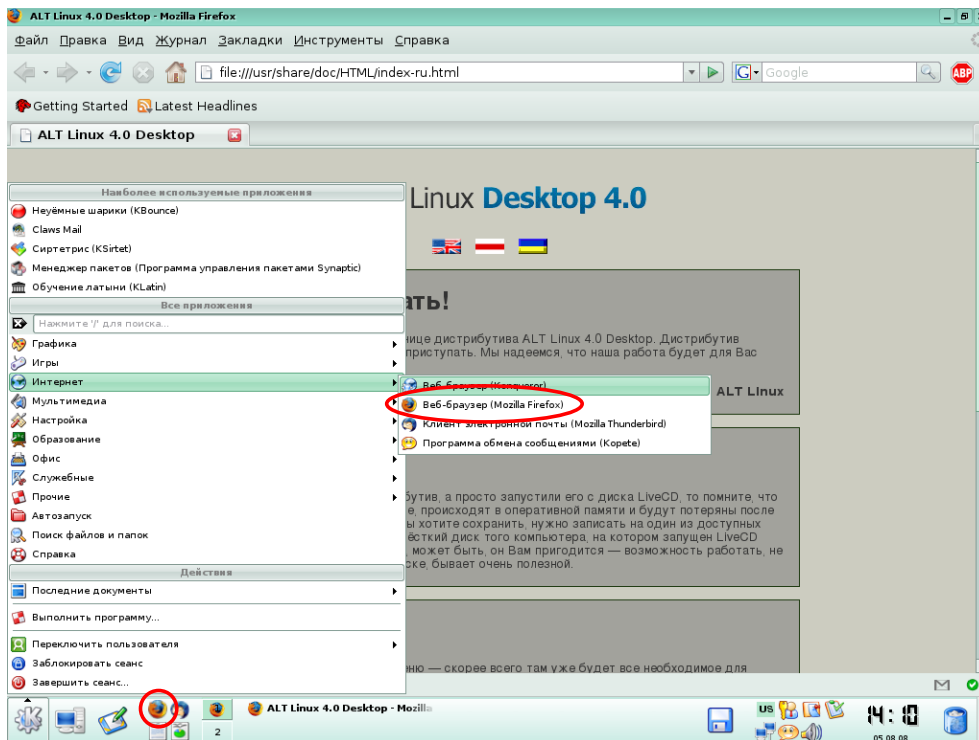 ALT Linux 4.0 Desktop - Mozilla Firefox
Файл Правка Вид Журнал Закладки Инструменты Справка
file:///usr/share/doc/HTML/index-ru.html
G Google
ABP
Getting Started Latest Headlines
ALT Linux 4.0 Desktop
Linux Desktop 4.0
Наиболее используемые приложения
Неуёмные шарики (KBounce)
Claws Mail
Сиртетрис (KSirtet)
Менеджер пакетов (Программа управления пакетами Synaptic)
Обучение латыни (KLatin)
Все приложения
Нажмите '/' для поиска...
Графика
Игры
Интернет
Мультимедиа
Настройка
Образование
Офис
Служебные
Прочие
Автозапуск
Поиск файлов и папок
Справка
Действия
Последние документы
Выполнить программу...
Переключить пользователя
Заблокировать сеанс
Завершить сеанс...
Веб-браузер (Konqueror)
Веб-браузер (Mozilla Firefox)
Клиент электронной почты (Mozilla Thunderbird)
Программа обмена сообщениями (Kopete)
ать!
нице дистрибутива ALT Linux 4.0 Desktop. Дистрибутив
приступать. Мы надеемся, что наша работа будет для Вас
ALT Linux
бутив, а просто запустили его с диска LiveCD, то помните, что
е, происходят в оперативной памяти и будут потеряны после
ы хотите сохранить, нужно записать на один из доступных
ёсткий диск того компьютера, на котором запущен LiveCD
, может быть, он Вам пригодится — возможность работать, не
ске, бывает очень полезной.
ню — скорее всего там уже будет все необходимое для
2
ALT Linux 4.0 Desktop - Mozilla
US
14:10
05.08.08